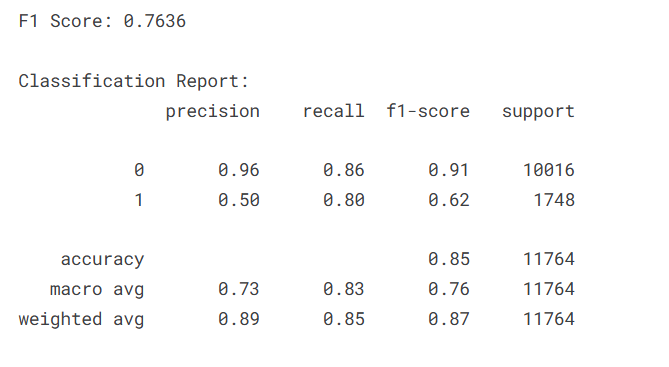 F1 Score: 0.7636
Classification Report:
precision recall f1-score support
0 0.96 0.86 0.91 10016
1 0.50 0.80 0.62 1748
accuracy 0.85 11764
macro avg 0.73 0.83 0.76 11764
weighted avg 0.89 0.85 0.87 11764